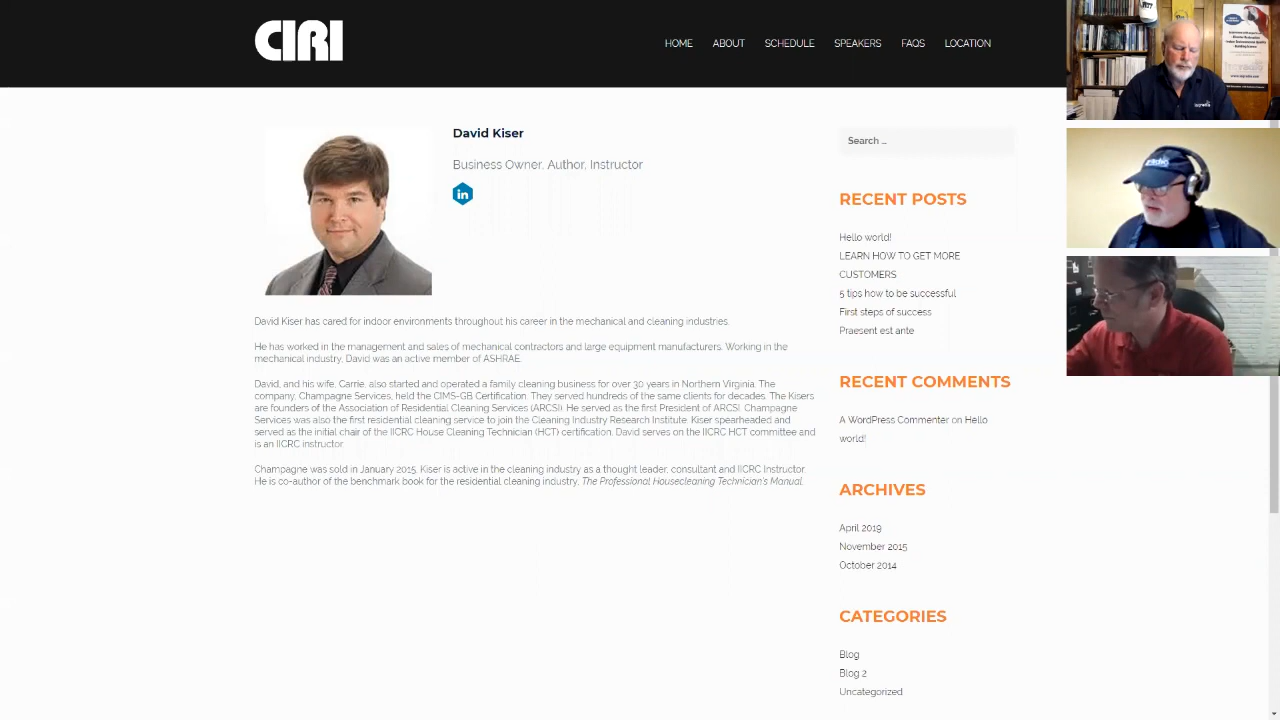 CIRI
HOME
ABOUT
SCHEDULE
SPEAKERS
FAQS
LOCATION
David Kiser
Business Owner, Author, Instructor
in
David Kiser has cared for indoor environments throughout his career in the mechanical and cleaning industries.
He has worked in the management and sales of mechanical contractors and large equipment manufacturers. Working in the
mechanical industry, David was an active member of ASHRAE.
David, and his wife, Carrie, also started and operated a family cleaning business for over 30 years in Northern Virginia. The
company, Champagne Services, held the CIMS-GB Certification. They served hundreds of the same clients for decades. The Kisers
are founders of the Association of Residential Cleaning Services (ARCSI). He served as the first President of ARCSI. Champagne
Services was also the first residential cleaning service to join the Cleaning Industry Research Institute. Kiser spearheaded and
served as the initial chair of the IICRC House Cleaning Technician (HCT) certification. David serves on the IICRC HCT committee and
is an IICRC instructor.
Champagne was sold in January 2015. Kiser is active in the cleaning industry as a thought leader, consultant and IICRC Instructor.
He is co-author of the benchmark book for the residential cleaning industry, The Professional Housecleaning Technician's Manual.
Search …
RECENT POSTS
Hello world!
LEARN HOW TO GET MORE
CUSTOMERS
5 tips how to be successful
First steps of success
Praesent est ante
RECENT COMMENTS
A WordPress Commenter on Hello
world!
ARCHIVES
April 2019
November 2015
October 2014
CATEGORIES
Blog
Blog 2
Uncategorized